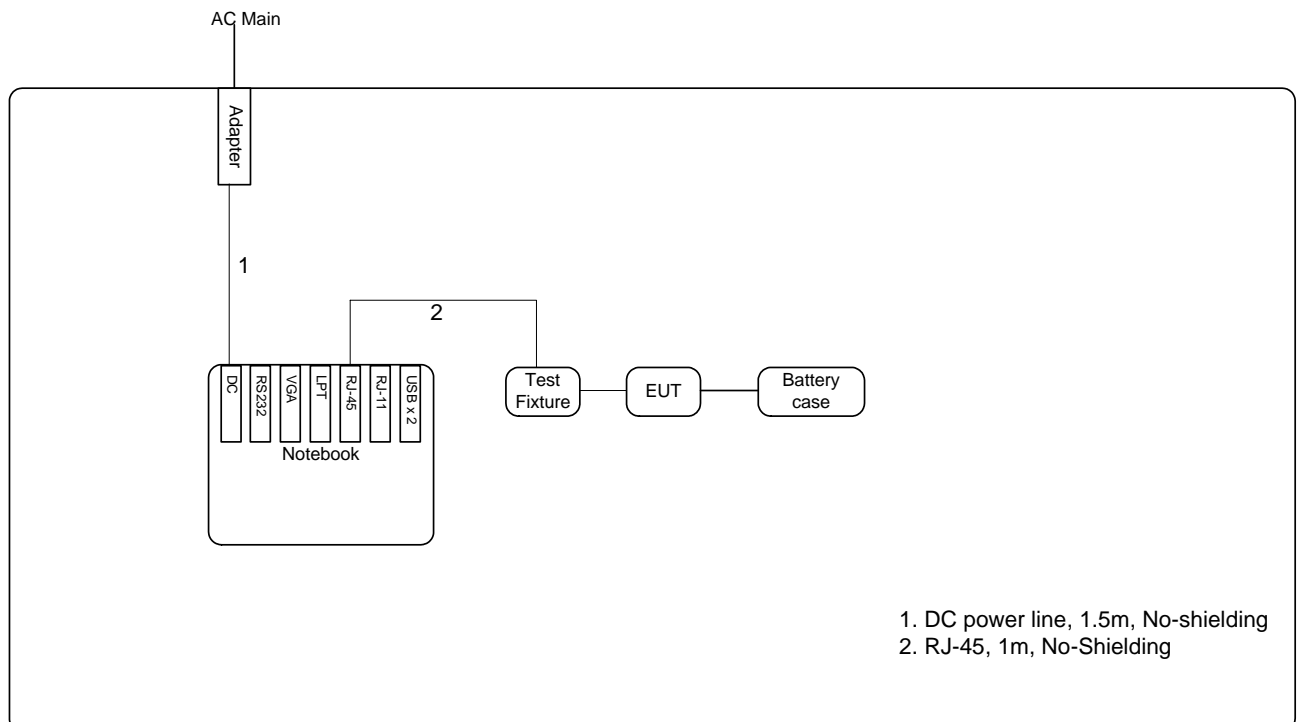 AC Main
Adapter
1
2
DC
RS232
VGA
LPT
RJ-45
RJ-11
USB x 2
Notebook
Test
Fixture
EUT
Battery
case
1. DC power line, 1.5m, No-shielding
2. RJ-45, 1m, No-Shielding